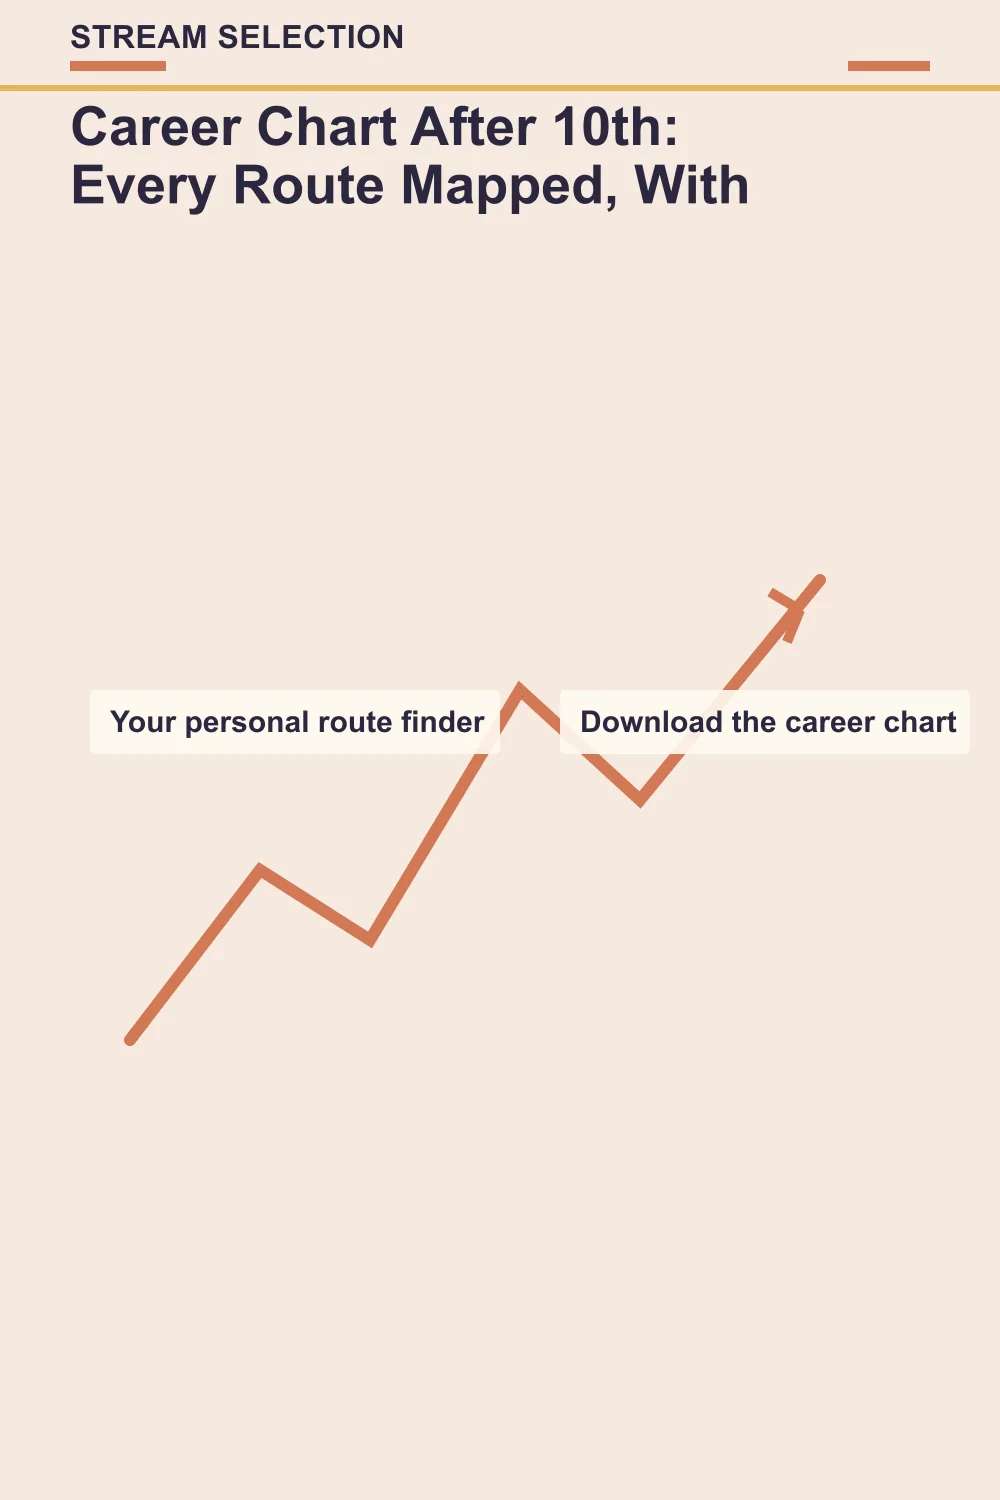 STREAM SELECTION
Career Chart After 10th:
Every Route Mapped, With
Your personal route finder
Download the career chart